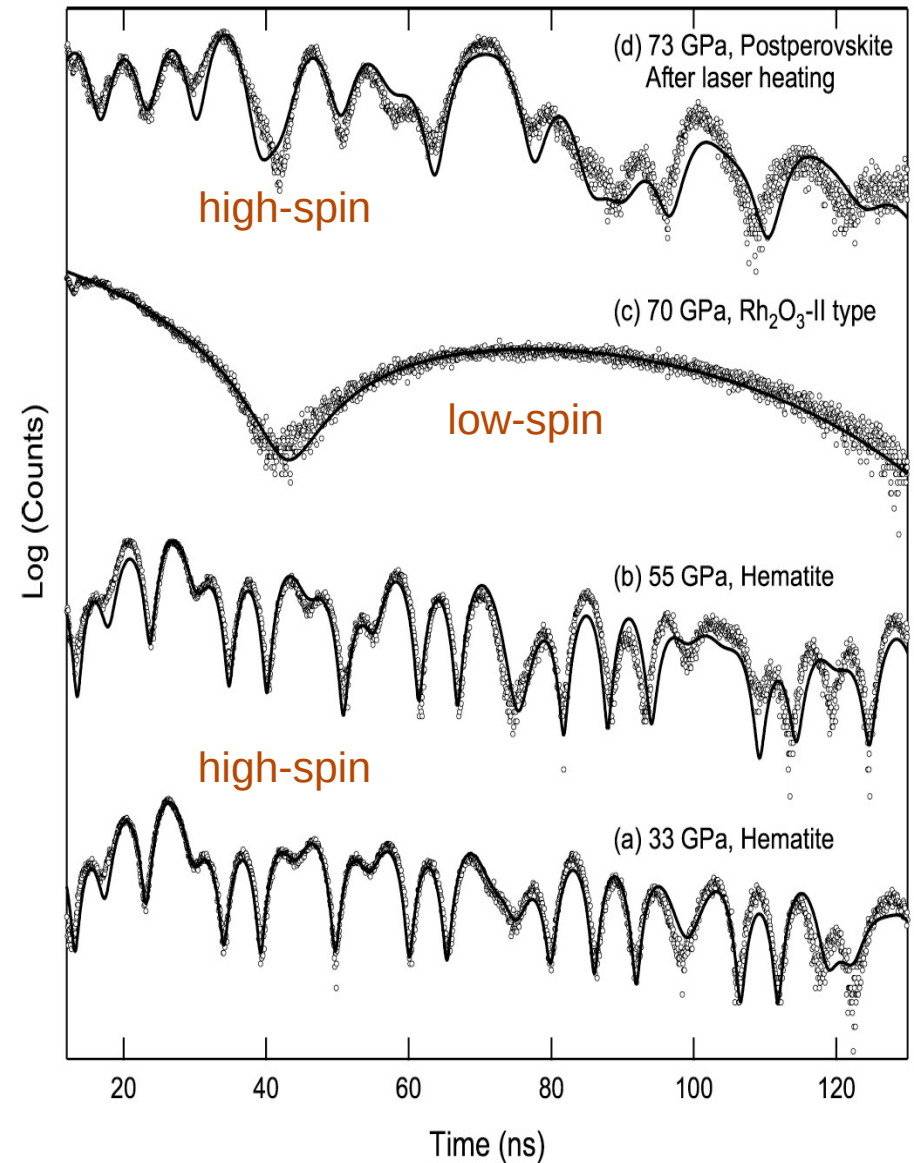 (d) 73 GPa, Postperovskite
After laser heating
high-spin
(c) 70 GPa, Rh₂O₃-II type
low-spin
(b) 55 GPa, Hematite
high-spin
(a) 33 GPa, Hematite
Log (Counts)
20 40 60 80 100 120
Time (ns)